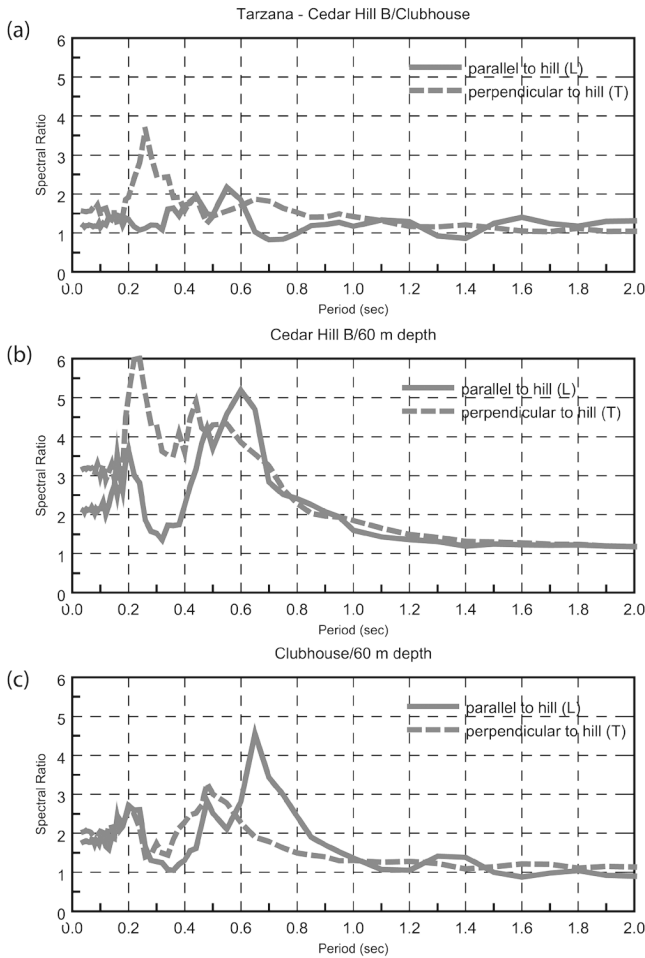 (a)
Tarzana - Cedar Hill B/Clubhouse
6
5
4
3
2
1
0
Spectral Ratio
parallel to hill (L)
perpendicular to hill (T)
0.0 0.2 0.4 0.6 0.8 1.0 1.2 1.4 1.6 1.8 2.0
Period (sec)
(b)
Cedar Hill B/60 m depth
6
5
4
3
2
1
0
Spectral Ratio
parallel to hill (L)
perpendicular to hill (T)
0.0 0.2 0.4 0.6 0.8 1.0 1.2 1.4 1.6 1.8 2.0
Period (sec)
(c)
Clubhouse/60 m depth
6
5
4
3
2
1
0
Spectral Ratio
parallel to hill (L)
perpendicular to hill (T)
0.0 0.2 0.4 0.6 0.8 1.0 1.2 1.4 1.6 1.8 2.0
Period (sec)